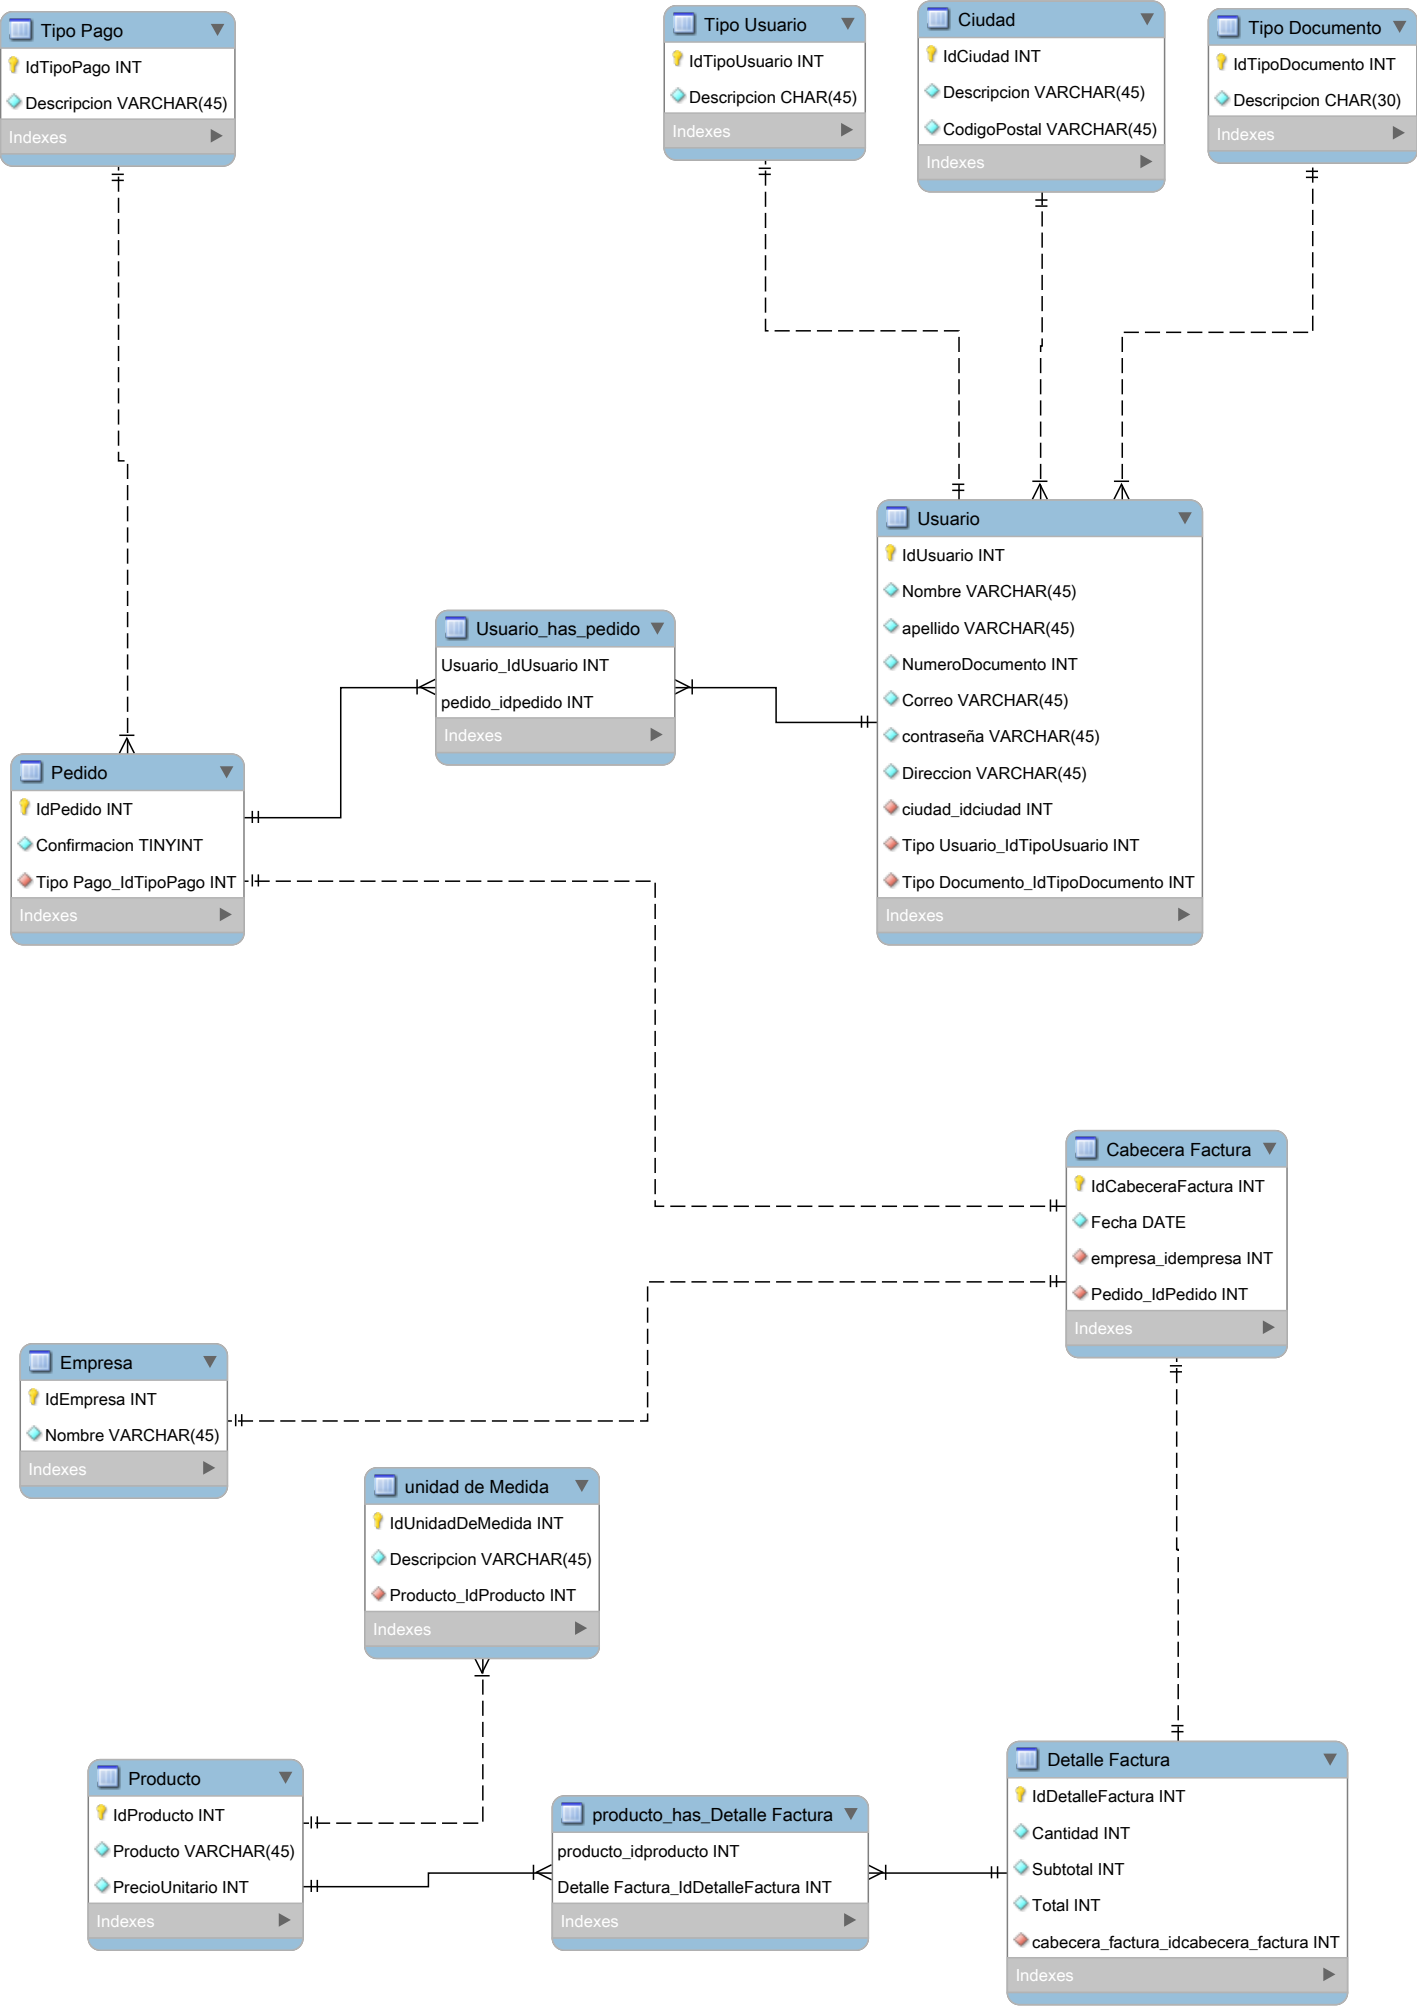 Tipo Pago
IdTipoPago INT
Descripcion VARCHAR(45)
Indexes
Tipo Usuario
IdTipoUsuario INT
Descripcion CHAR(45)
Indexes
Ciudad
IdCiudad INT
Descripcion VARCHAR(45)
CodigoPostal VARCHAR(45)
Indexes
Tipo Documento
IdTipoDocumento INT
Descripcion CHAR(30)
Indexes
Usuario
IdUsuario INT
Nombre VARCHAR(45)
apellido VARCHAR(45)
NumeroDocumento INT
Correo VARCHAR(45)
contraseña VARCHAR(45)
Direccion VARCHAR(45)
ciudad_idciudad INT
Tipo Usuario_IdTipoUsuario INT
Tipo Documento_IdTipoDocumento INT
Indexes
Usuario_has_pedido
Usuario_IdUsuario INT
pedido_idpedido INT
Indexes
Pedido
IdPedido INT
Confirmacion TINYINT
Tipo Pago_IdTipoPago INT
Indexes
Cabecera Factura
IdCabeceraFactura INT
Fecha DATE
empresa_idempresa INT
Pedido_IdPedido INT
Indexes
Empresa
IdEmpresa INT
Nombre VARCHAR(45)
Indexes
unidad de Medida
IdUnidadDeMedida INT
Descripcion VARCHAR(45)
Producto_IdProducto INT
Indexes
Producto
IdProducto INT
Producto VARCHAR(45)
PrecioUnitario INT
Indexes
producto_has_Detalle Factura
producto_idproducto INT
Detalle Factura_IdDetalleFactura INT
Indexes
Detalle Factura
IdDetalleFactura INT
Cantidad INT
Subtotal INT
Total INT
cabecera_factura_idcabecera_factura INT
Indexes